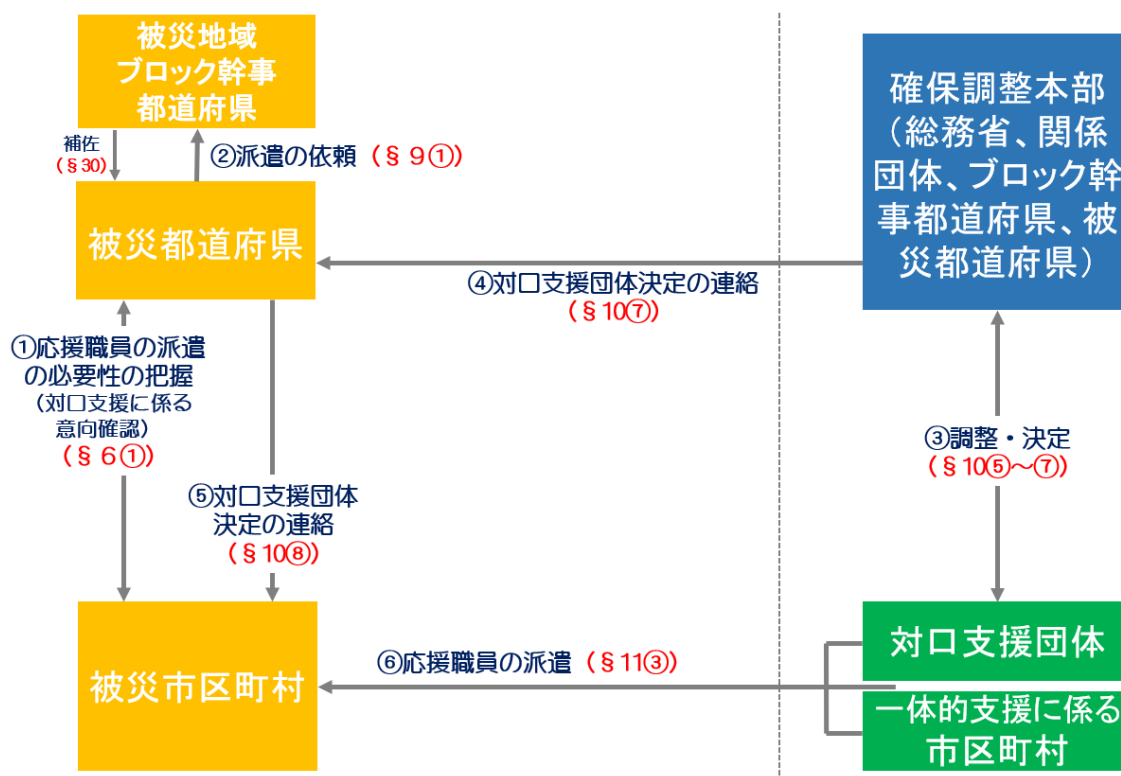 被災地域
ブロック幹事
都道府県
補佐
（§30）
②派遣の依頼（§９①）
被災都道府県
確保調整本部
（総務省、関係
団体、ブロック幹
事都道府県、被
災都道府県）
④対口支援団体決定の連絡
（§10⑦）
①応援職員の派遣
の必要性の把握
（対口支援に係る
意向確認）
（§６①）
③調整・決定
（§10⑤～⑦）
⑤対口支援団体
決定の連絡
（§10⑧）
被災市区町村
⑥応援職員の派遣（§11③）
対口支援団体
一体的支援に係る
市区町村